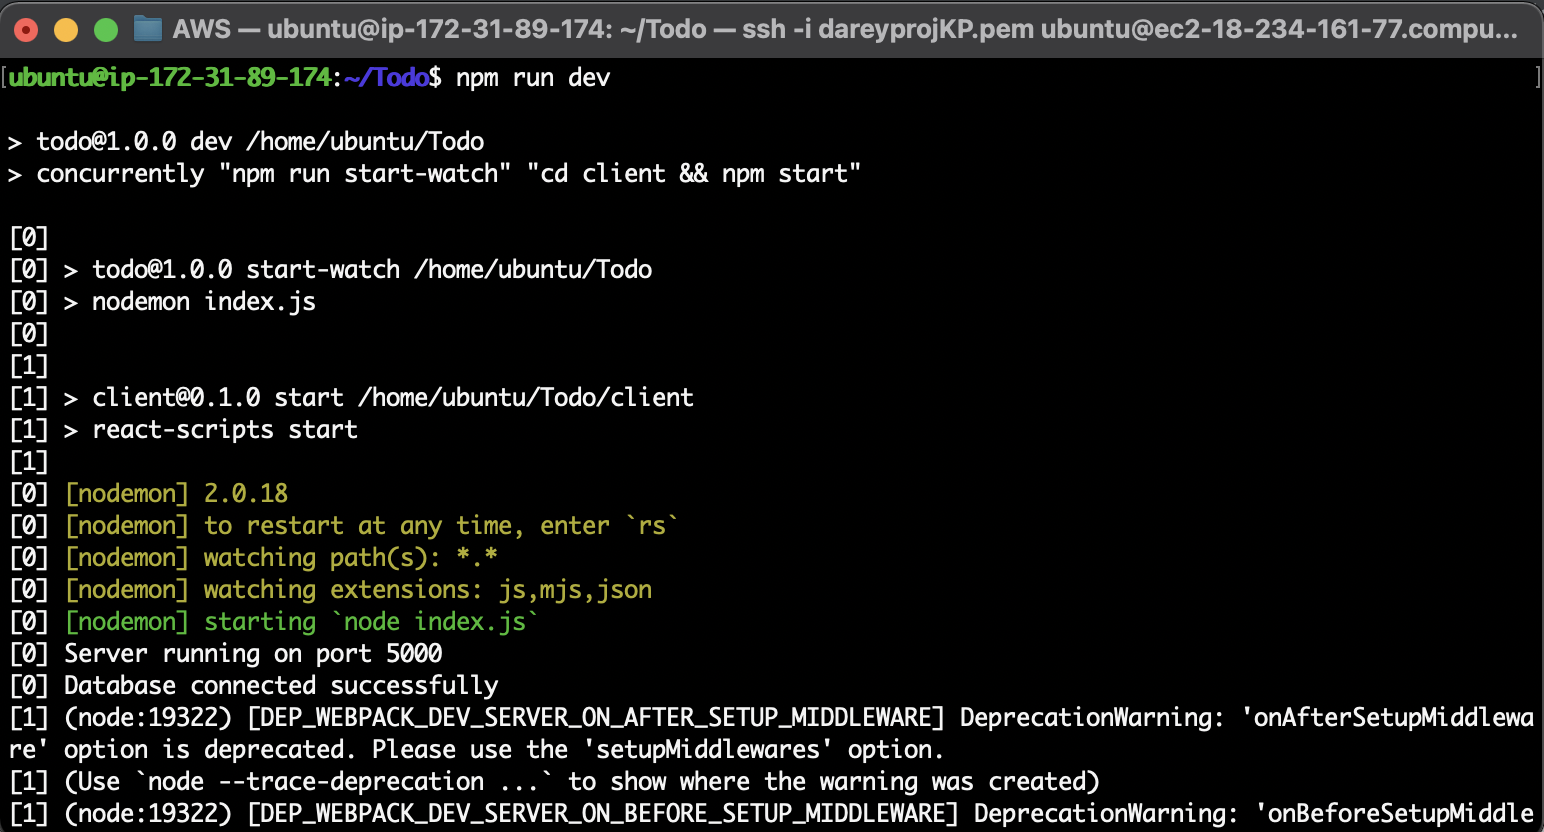 AWS — ubuntu@ip-172-31-89-174: ~/Todo — ssh -i dareyprojKP.pem ubuntu@ec2-18-234-161-77.compu...
[ubuntu@ip-172-31-89-174:~/Todo$ npm run dev ]
> todo@1.0.0 dev /home/ubuntu/Todo
> concurrently "npm run start-watch" "cd client && npm start"
[0]
[0] > todo@1.0.0 start-watch /home/ubuntu/Todo
[0] > nodemon index.js
[0]
[1]
[1] > client@0.1.0 start /home/ubuntu/Todo/client
[1] > react-scripts start
[1]
[0] [nodemon] 2.0.18
[0] [nodemon] to restart at any time, enter `rs`
[0] [nodemon] watching path(s): *.*
[0] [nodemon] watching extensions: js,mjs,json
[0] [nodemon] starting `node index.js`
[0] Server running on port 5000
[0] Database connected successfully
[1] (node:19322) [DEP_WEBPACK_DEV_SERVER_ON_AFTER_SETUP_MIDDLEWARE] DeprecationWarning: 'onAfterSetupMiddlewa
re' option is deprecated. Please use the 'setupMiddlewares' option.
[1] (Use `node --trace-deprecation ...` to show where the warning was created)
[1] (node:19322) [DEP_WEBPACK_DEV_SERVER_ON_BEFORE_SETUP_MIDDLEWARE] DeprecationWarning: 'onBeforeSetupMiddle